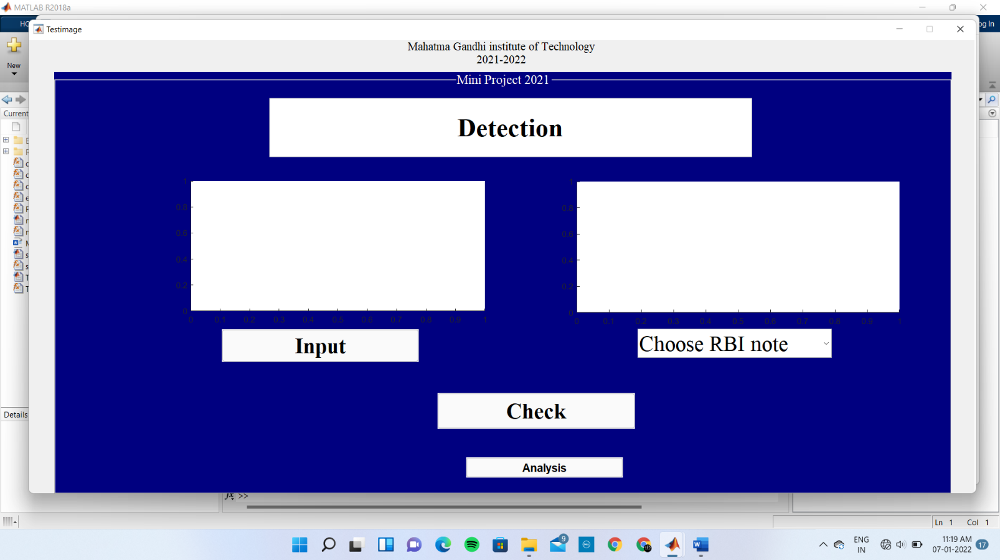 MATLAB R2018a
HO
og In
Testimage
New
Mahatma Gandhi institute of Technology
2021-2022
Mini Project 2021
Current
Detection
1
0.8
0.6
0.4
0.2
0
0 0.1 0.2 0.3 0.4 0.5 0.6 0.7 0.8 0.9 1
1
0.8
0.6
0.4
0.2
0
0 0.1 0.2 0.3 0.4 0.5 0.6 0.7 0.8 0.9 1
Input
Choose RBI note
Check
Details
Analysis
fx >>
Ln 1 Col 1
9
ENG
IN
11:19 AM
07-01-2022
17